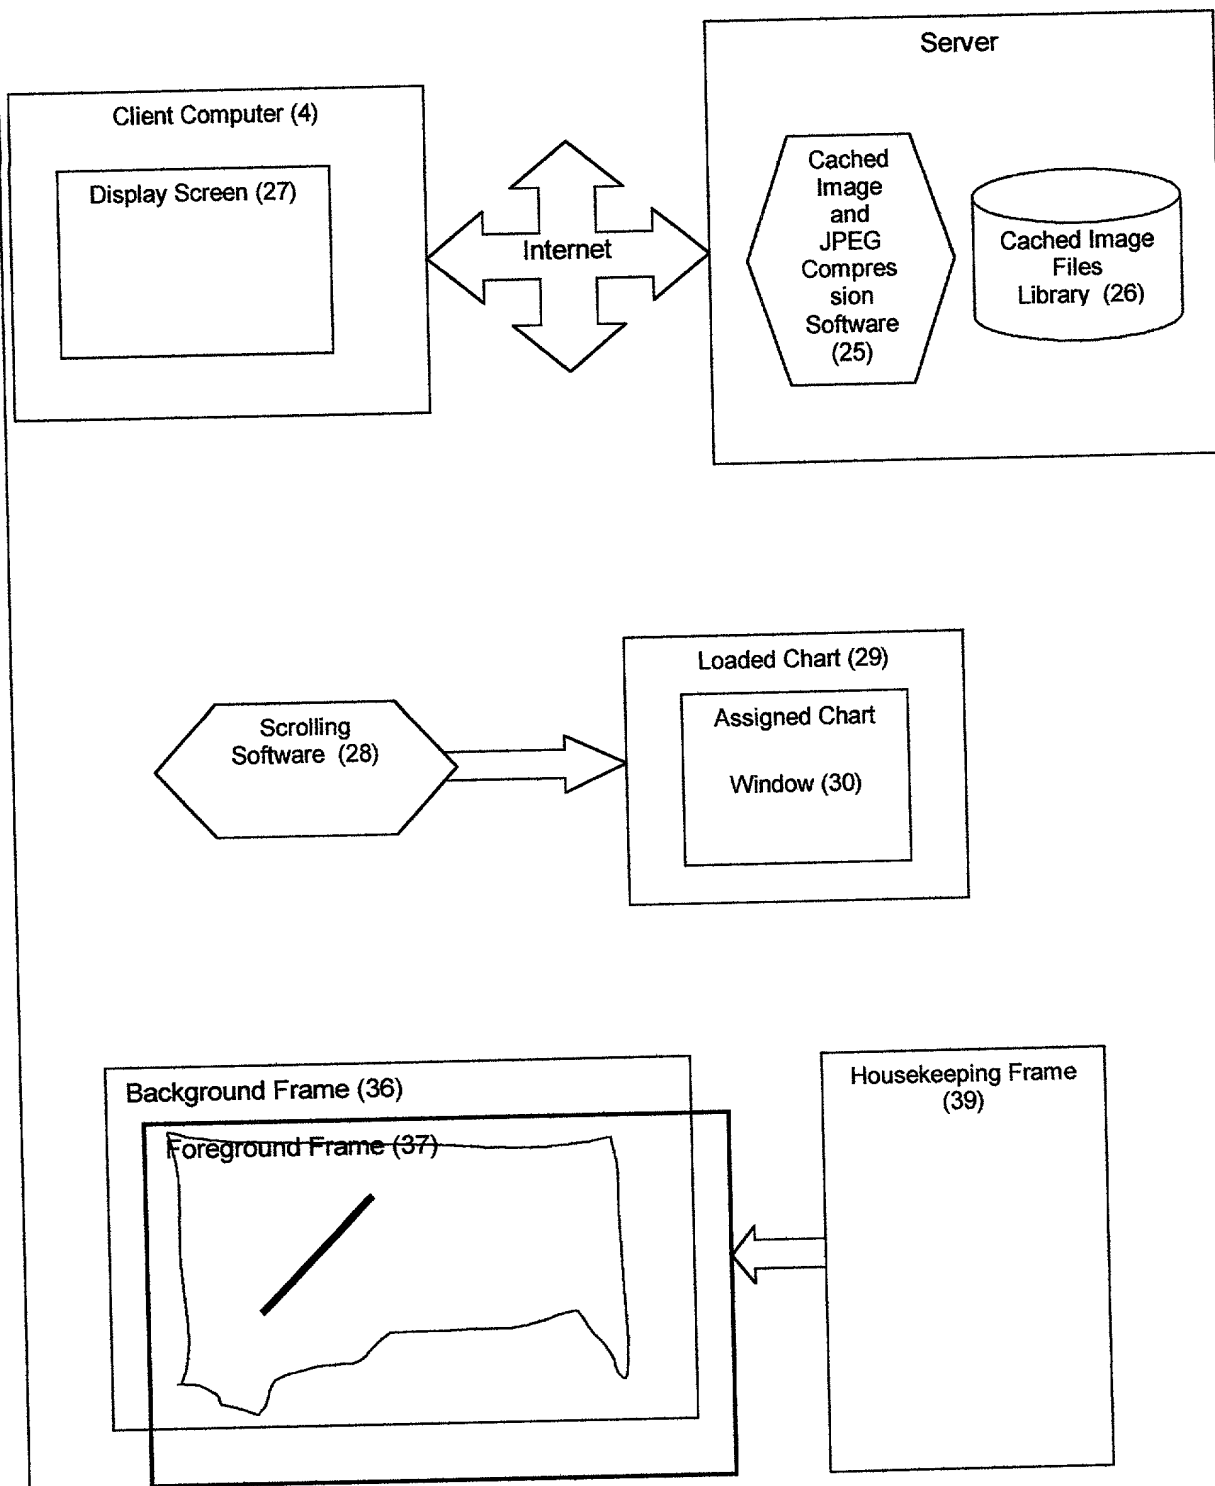 Server
Client Computer (4)
Display Screen (27)
Internet
Cached
Image
and
JPEG
Compres
sion
Software
(25)
Cached Image
Files
Library (26)
Loaded Chart (29)
Assigned Chart
Window (30)
Scrolling
Software (28)
Background Frame (36)
Foreground Frame (37)
Housekeeping Frame
(39)